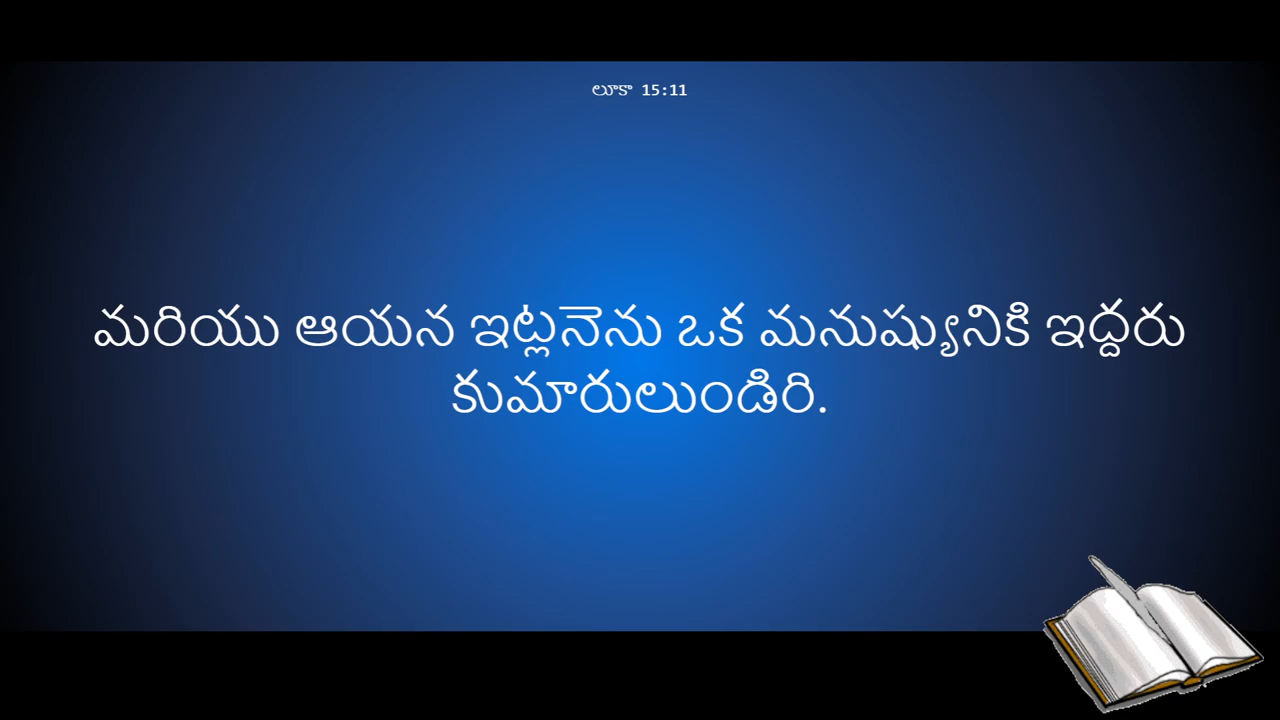 లూకా 15:11
మరియు ఆయన ఇట్లనెను ఒక మనుష్యునికి ఇద్దరు
కుమారులుండిరి.